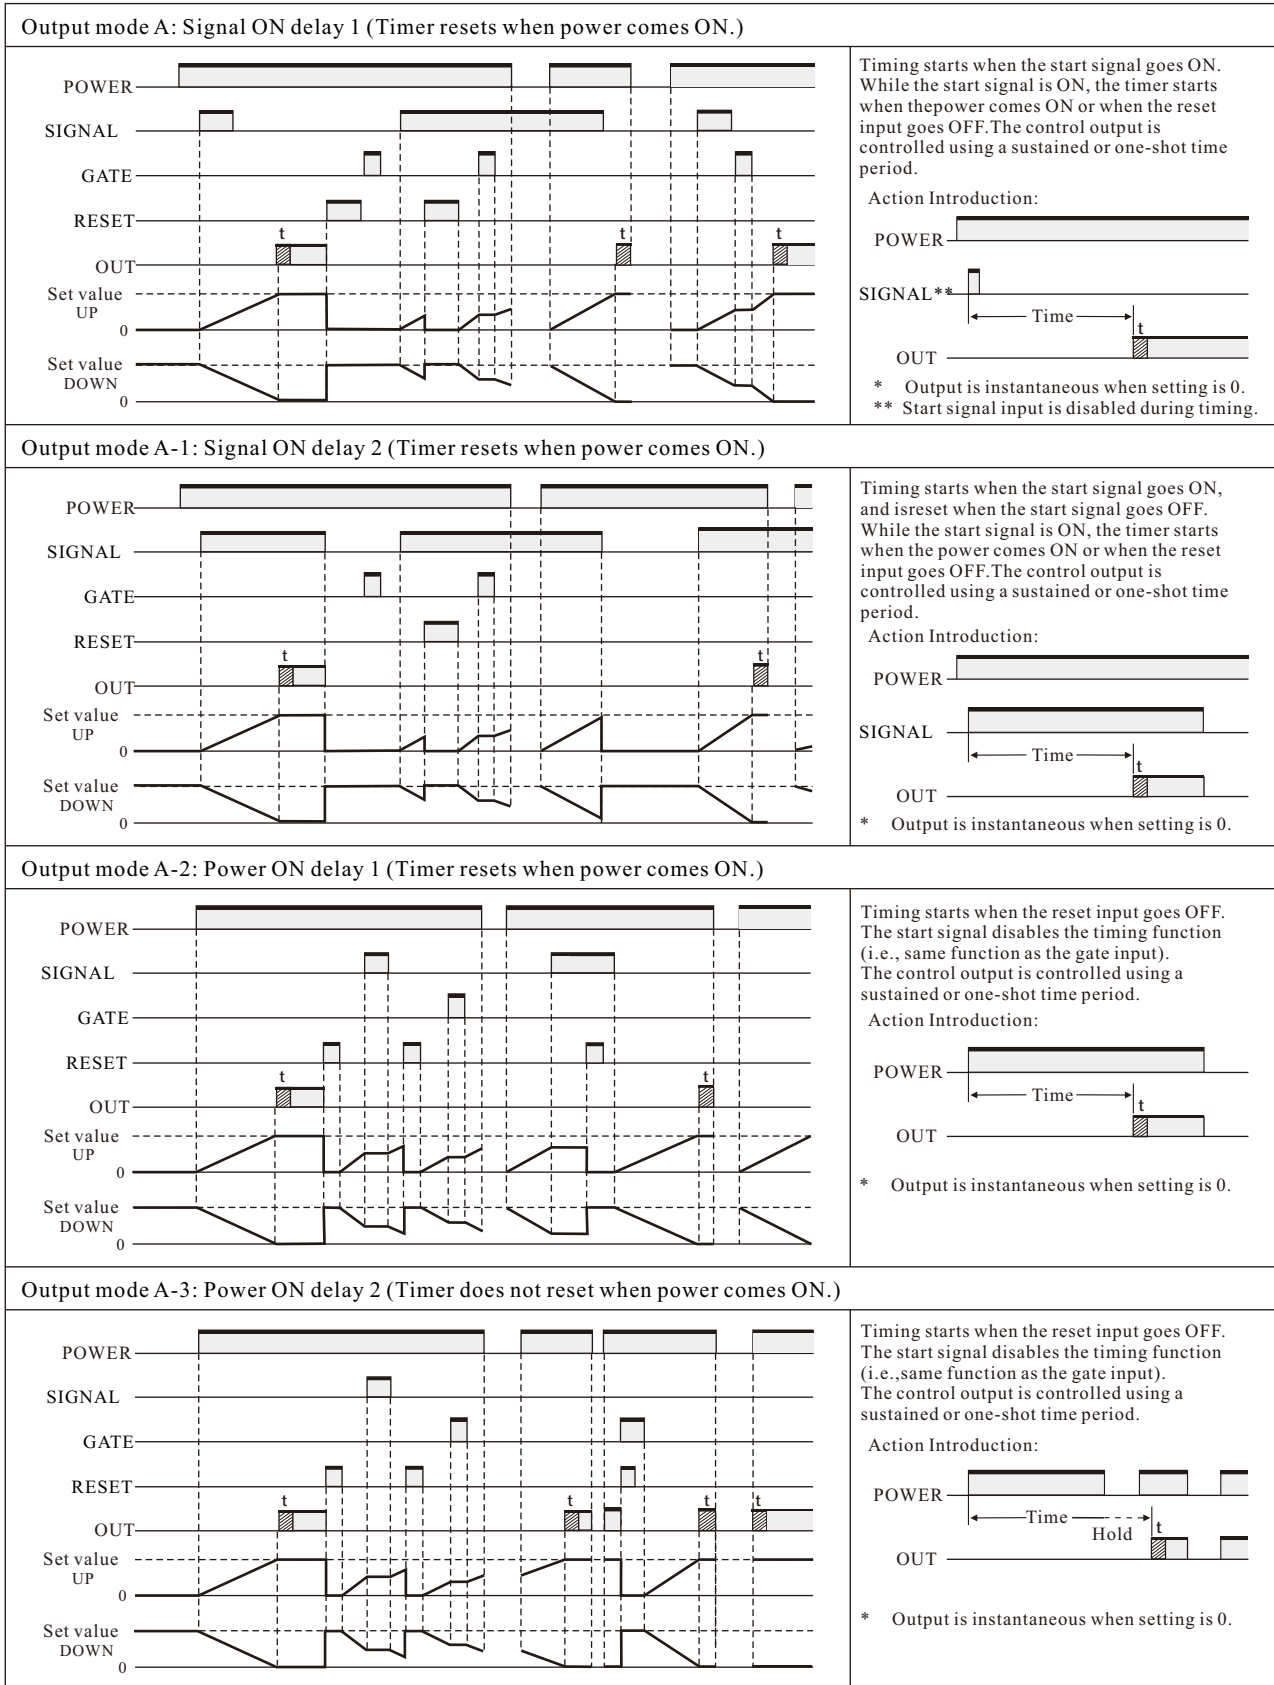 Output mode A: Signal ON delay 1 (Timer resets when power comes ON.)
POWER
SIGNAL
GATE
RESET
t
t
t
OUT
Set value
UP
0
Set value
DOWN
0
Timing starts when the start signal goes ON.
While the start signal is ON, the timer starts
when thepower comes ON or when the reset
input goes OFF.The control output is
controlled using a sustained or one-shot time
period.
Action Introduction:
POWER
SIGNAL**
Time
t
OUT
* Output is instantaneous when setting is 0.
** Start signal input is disabled during timing.
Output mode A-1: Signal ON delay 2 (Timer resets when power comes ON.)
POWER
SIGNAL
GATE
RESET
t
t
OUT
Set value
UP
0
Set value
DOWN
0
Timing starts when the start signal goes ON,
and isreset when the start signal goes OFF.
While the start signal is ON, the timer starts
when the power comes ON or when the reset
input goes OFF.The control output is
controlled using a sustained or one-shot time
period.
Action Introduction:
POWER
SIGNAL
Time
t
OUT
* Output is instantaneous when setting is 0.
Output mode A-2: Power ON delay 1 (Timer resets when power comes ON.)
POWER
SIGNAL
GATE
RESET
t
t
OUT
Set value
UP
0
Set value
DOWN
0
Timing starts when the reset input goes OFF.
The start signal disables the timing function
(i.e., same function as the gate input).
The control output is controlled using a
sustained or one-shot time period.
Action Introduction:
POWER
Time
t
OUT
* Output is instantaneous when setting is 0.
Output mode A-3: Power ON delay 2 (Timer does not reset when power comes ON.)
POWER
SIGNAL
GATE
RESET
t
t
t
t
OUT
Set value
UP
0
Set value
DOWN
0
Timing starts when the reset input goes OFF.
The start signal disables the timing function
(i.e.,same function as the gate input).
The control output is controlled using a
sustained or one-shot time period.
Action Introduction:
POWER
Time
Hold
t
OUT
* Output is instantaneous when setting is 0.